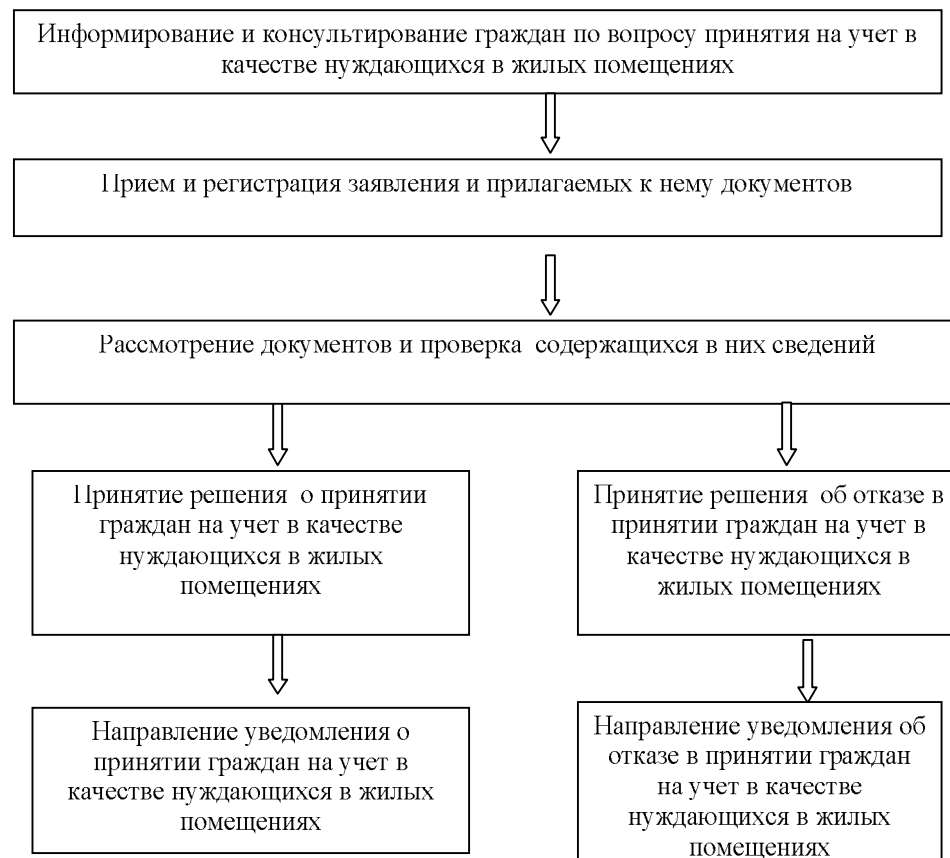 Информирование и консультирование граждан по вопросу принятия на учет в
качестве нуждающихся в жилых помещениях
Прием и регистрация заявления и прилагаемых к нему документов
Рассмотрение документов и проверка содержащихся в них сведений
Принятие решения о принятии
граждан на учет в качестве
нуждающихся в жилых
помещениях
Принятие решения об отказе в
принятии граждан на учет в
качестве нуждающихся в
жилых помещениях
Направление уведомления о
принятии граждан на учет в
качестве нуждающихся в жилых
помещениях
Направление уведомления об
отказе в принятии граждан
на учет в качестве
нуждающихся в жилых
помещениях